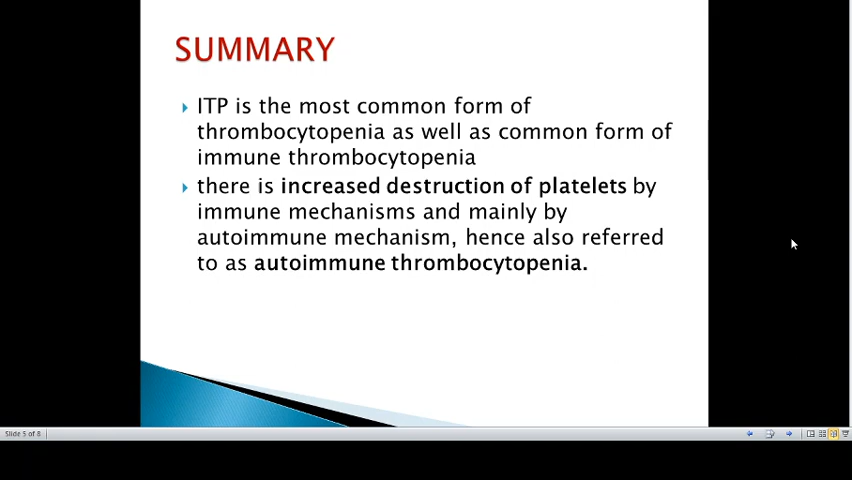 SUMMARY
ITP is the most common form of
thrombocytopenia as well as common form of
immune thrombocytopenia
there is increased destruction of platelets by
immune mechanisms and mainly by
autoimmune mechanism, hence also referred
to as autoimmune thrombocytopenia.
Slide 5 of 8